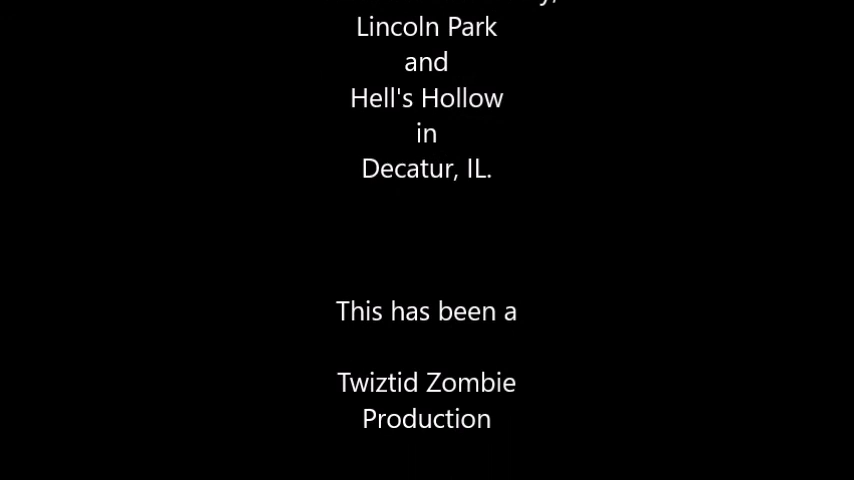 Lincoln Park
and
Hell's Hollow
in
Decatur, IL.
This has been a
Twiztid Zombie
Production